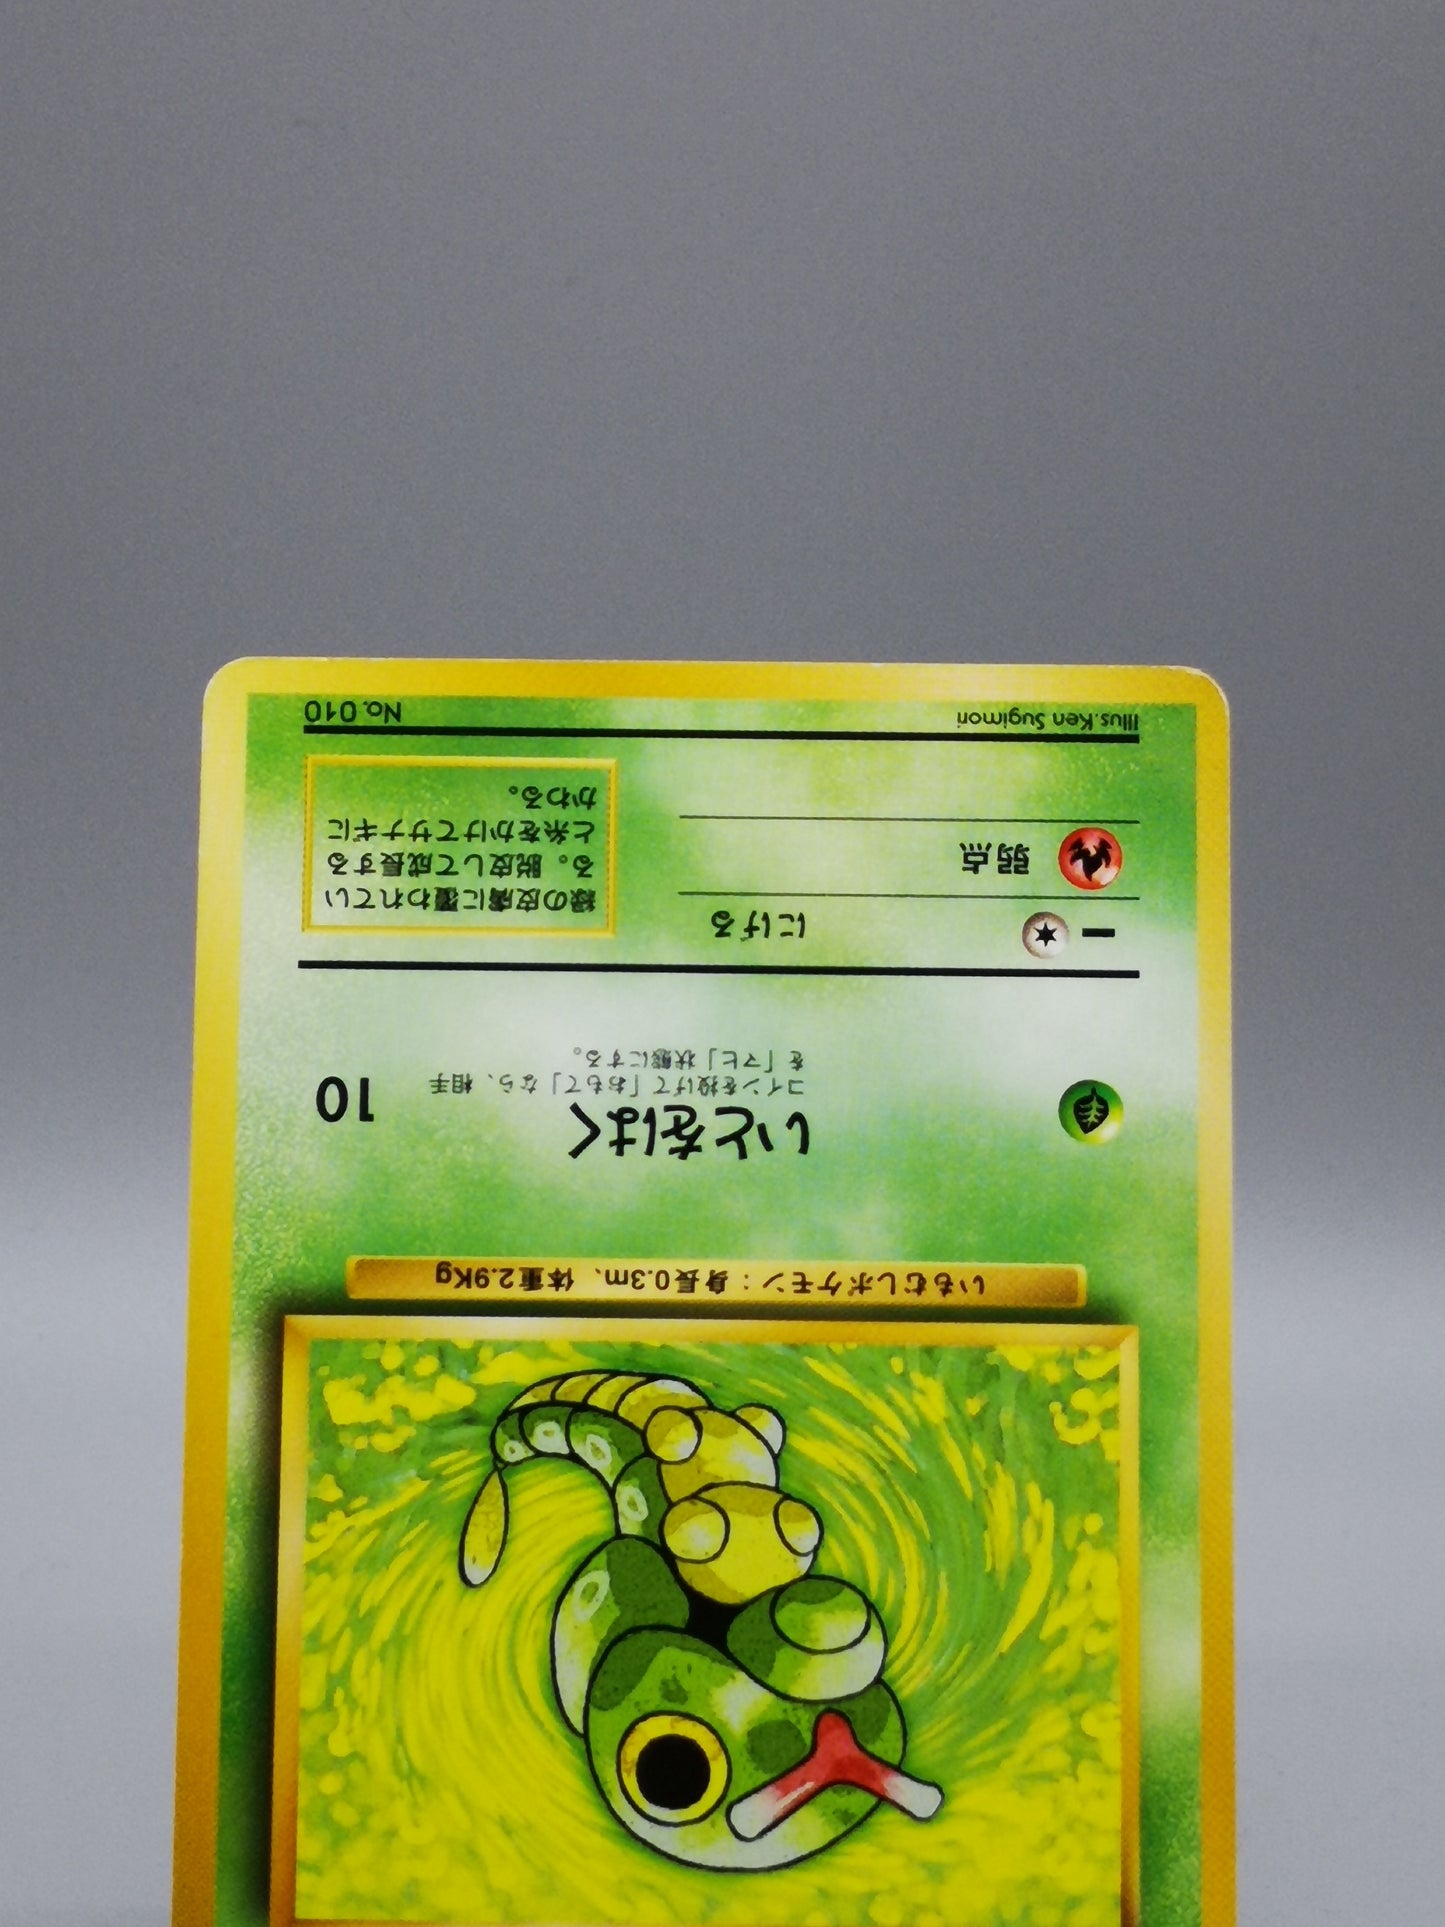 いもむしポケモン：身長0.3m、体重2.9Kg
いとをはく
10
コインを投げて「おもて」なら、相手
を「マヒ」状態にする。
にげる
弱点
緑の皮膚に覆われてい
る。脱皮して成長する
と糸をかけてサナギに
かわる。
Illus.Ken Sugimori
No.010